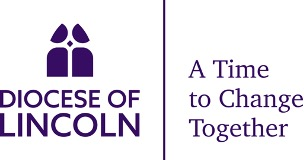 DIOCESE OF
LINCOLN
A Time
to Change
Together